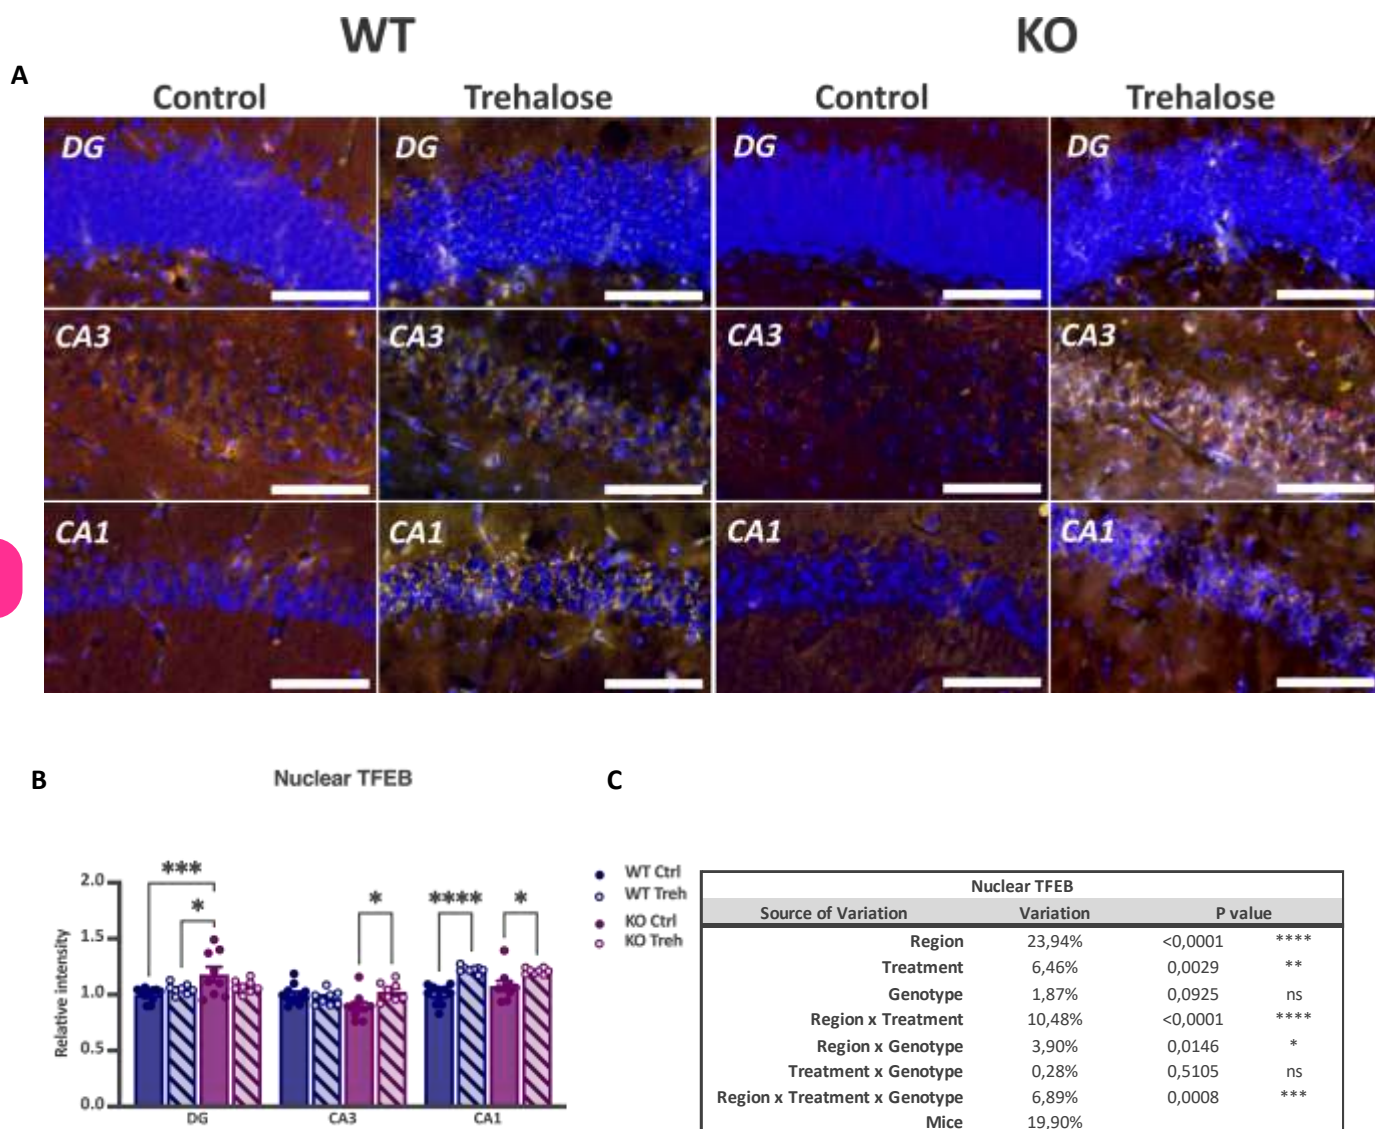 WT KO
A
Control Trehalose Control Trehalose
DG DG DG DG
CA3 CA3 CA3 CA3
CA1 CA1 CA1 CA1
B Nuclear TFEB C
Relative intensity
2.0
1.5
1.0
0.5
0.0
*** * * **** *
DG CA3 CA1
WT Ctrl
WT Treh
KO Ctrl
KO Treh
Nuclear TFEB
Source of Variation Variation P value
Region 23,94% <0,0001 ****
Treatment 6,46% 0,0029 **
Genotype 1,87% 0,0925 ns
Region x Treatment 10,48% <0,0001 ****
Region x Genotype 3,90% 0,0146 *
Treatment x Genotype 0,28% 0,5105 ns
Region x Treatment x Genotype 6,89% 0,0008 ***
Mice 19,90%